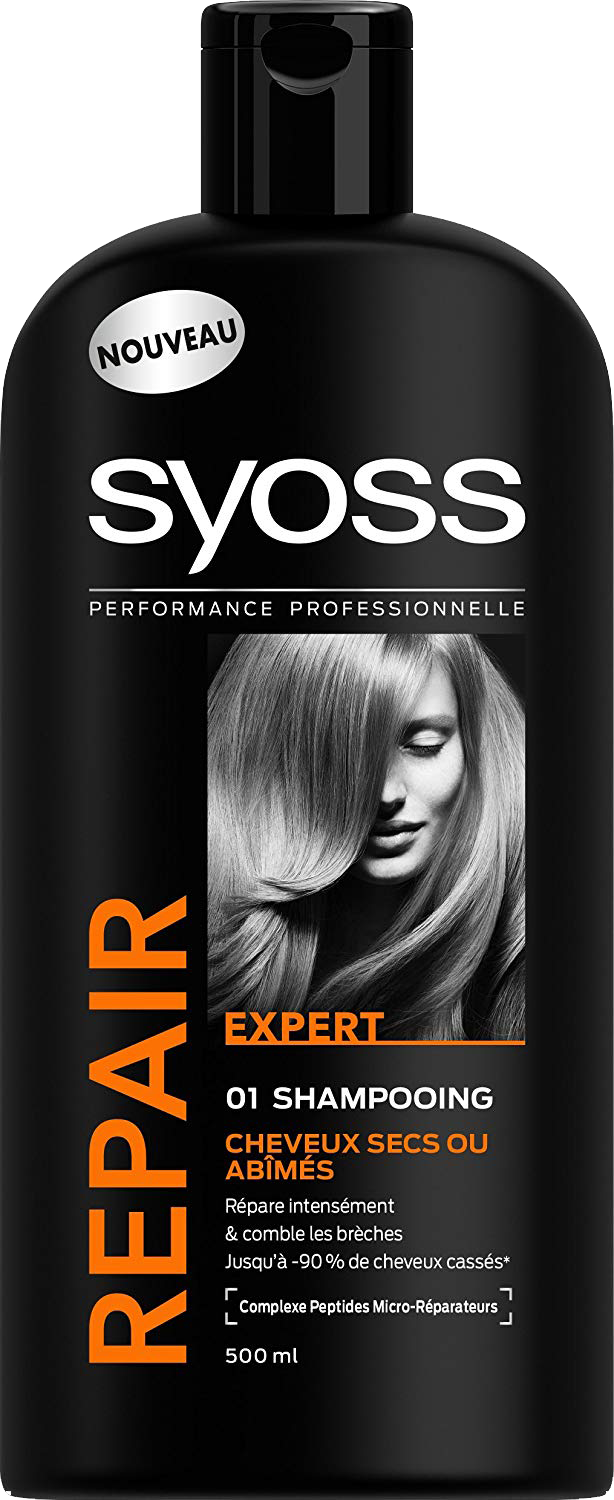 NOUVEAU
syoss
PERFORMANCE PROFESSIONNELLE
REPAIR
EXPERT
01 SHAMPOOING
CHEVEUX SECS OU
ABÎMÉS
Répare intensément
& comble les brèches
Jusqu'à -90 % de cheveux cassés*
Complexe Peptides Micro-Réparateurs
500 ml